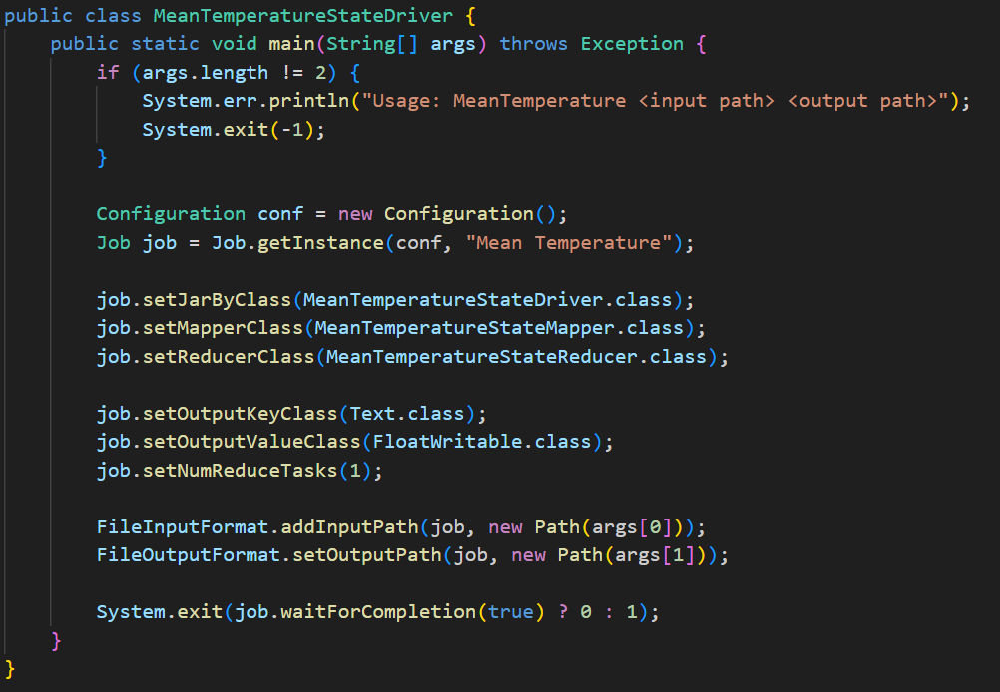 public class MeanTemperatureStateDriver {
    public static void main(String[] args) throws Exception {
        if (args.length != 2) {
            System.err.println("Usage: MeanTemperature <input path> <output path>");
            System.exit(-1);
        }

        Configuration conf = new Configuration();
        Job job = Job.getInstance(conf, "Mean Temperature");

        job.setJarByClass(MeanTemperatureStateDriver.class);
        job.setMapperClass(MeanTemperatureStateMapper.class);
        job.setReducerClass(MeanTemperatureStateReducer.class);

        job.setOutputKeyClass(Text.class);
        job.setOutputValueClass(FloatWritable.class);
        job.setNumReduceTasks(1);

        FileInputFormat.addInputPath(job, new Path(args[0]));
        FileOutputFormat.setOutputPath(job, new Path(args[1]));

        System.exit(job.waitForCompletion(true) ? 0 : 1);
    }
}